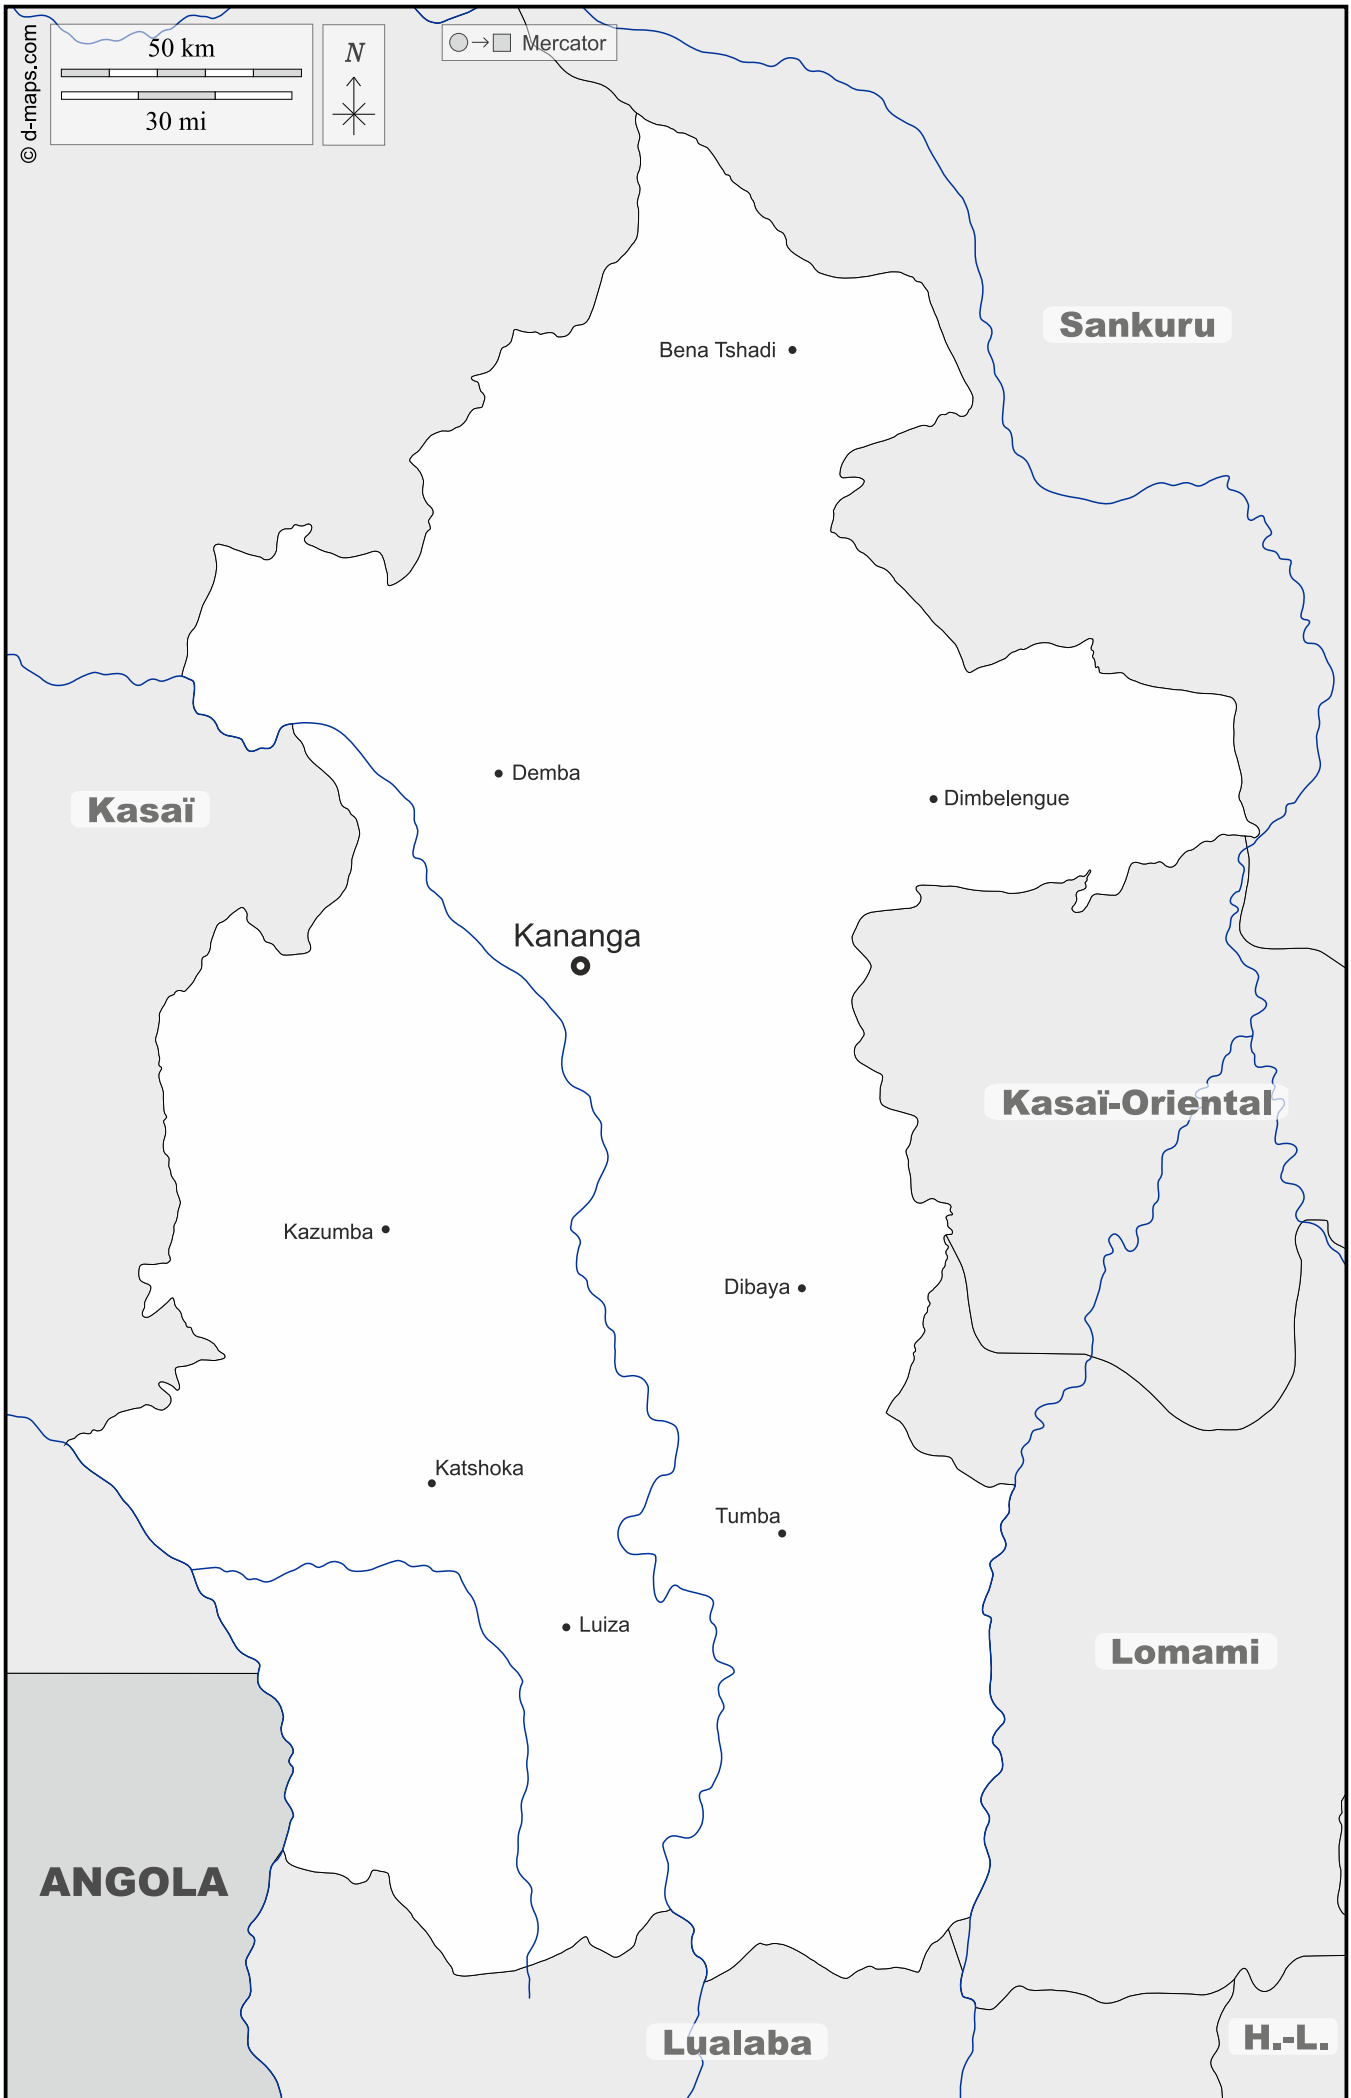 © d-maps.com
50 km
30 mi
N
Mercator
Sankuru
Bena Tshadi
Demba
Dimbelengue
Kasaï
Kananga
Kasaï-Oriental
Kazumba
Dibaya
Katshoka
Tumba
Luiza
Lomami
ANGOLA
Lualaba
H.-L.